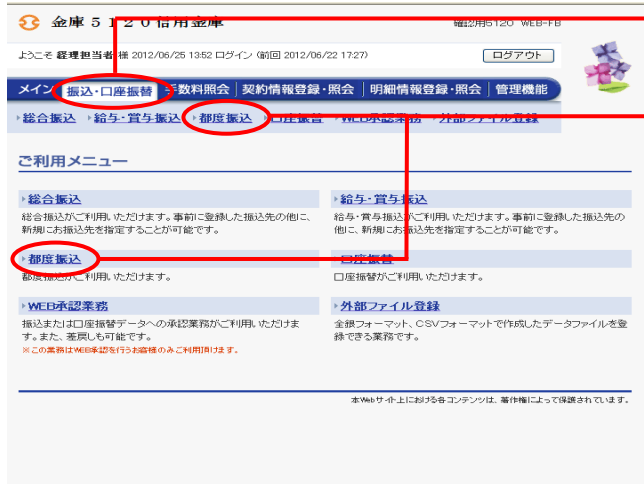 金庫5120信用金庫
確認用5120 WEB-FB
ようこそ 経理担当者 様 2012/06/25 13:52 ログイン (前回 2012/06/22 17:27)
ログアウト
メイン 振込・口座振替 手数料照会 契約情報登録・照会 明細情報登録・照会 管理機能
総合振込 給与・賞与振込 都度振込 口座振替 WEB承認業務 外部ファイル登録
ご利用メニュー
総合振込
総合振込がご利用いただけます。事前に登録した振込先の他に、
新規にお振込先を指定することが可能です。
給与・賞与振込
給与・賞与振込がご利用いただけます。事前に登録した振込先の
他に、新規にお振込先を指定することが可能です。
都度振込
都度振込がご利用いただけます。
口座振替
口座振替がご利用いただけます。
WEB承認業務
振込または口座振替データへの承認業務がご利用いただけま
す。また、差戻しも可能です。
※この業務はWEB承認を行うお客様のみご利用頂けます。
外部ファイル登録
全銀フォーマット、CSVフォーマットで作成したデータファイルを登
録できる業務です。
本Webサイト上における各コンテンツは、著作権によって保護されています。